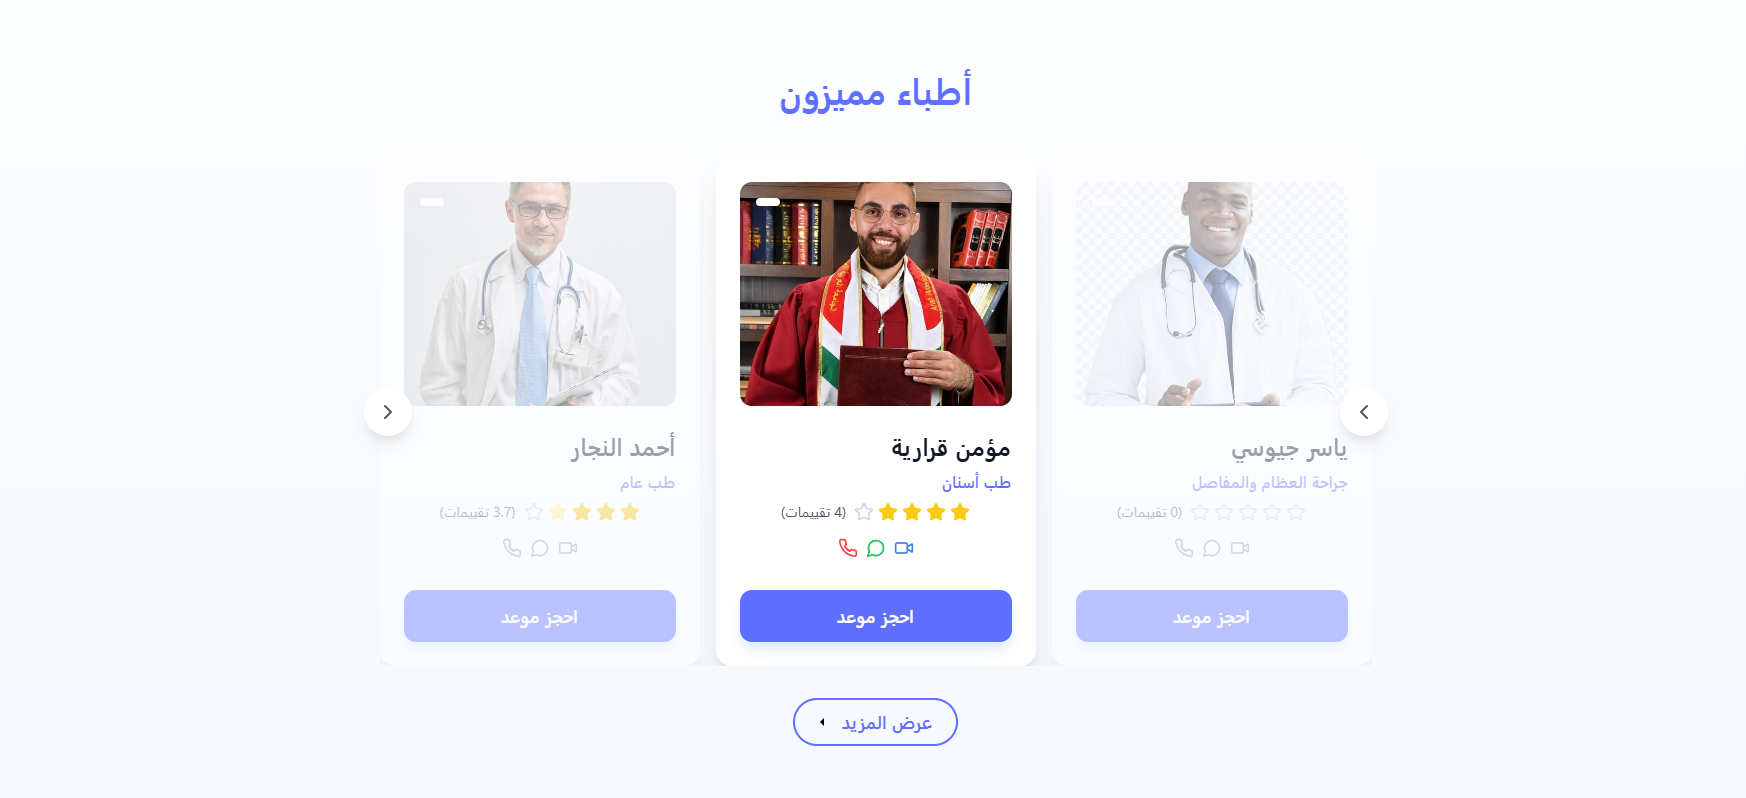 أطباء مميزون
ياسر جيوسي
جراحة العظام والمفاصل
(0 تقييمات)
احجز موعد
مؤمن قرارية
طب أسنان
(4 تقييمات)
احجز موعد
أحمد النجار
طب عام
(3.7 تقييمات)
احجز موعد
عرض المزيد